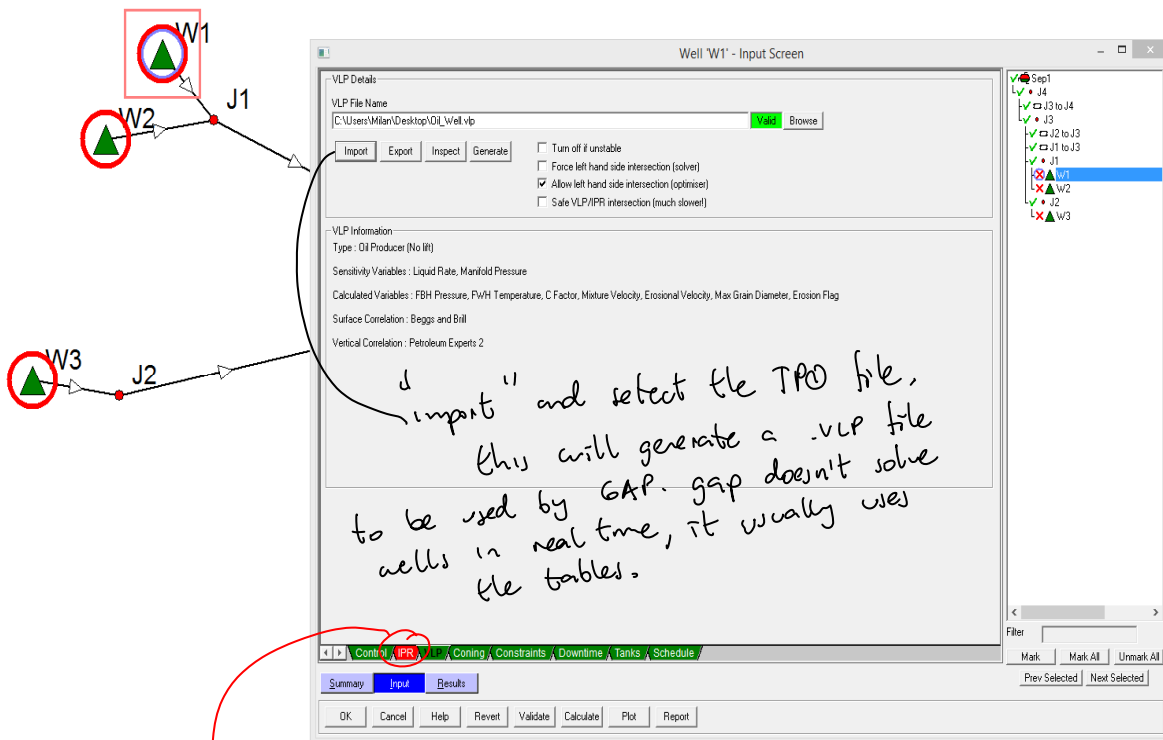 W1
J1
W2
W3
J2
Well 'W1' - Input Screen
VLP Details
VLP File Name
C:\Users\Milan\Desktop\Oil_Well.vlp
Valid
Browse
Import
Export
Inspect
Generate
Turn off if unstable
Force left hand side intersection (solver)
Allow left hand side intersection (optimiser)
Safe VLP/IPR intersection (much slower!)
VLP Information
Type : Oil Producer (No lift)
Sensitivity Variables : Liquid Rate, Manifold Pressure
Calculated Variables : FBH Pressure, FWH Temperature, C Factor, Mixture Velocity, Erosional Velocity, Max Grain Diameter, Erosion Flag
Surface Correlation : Beggs and Brill
Vertical Correlation : Petroleum Experts 2
"import" and select the TPD file,
this will generate a .VLP file
to be used by GAP. gap doesn't solve
wells in real time, it usually uses
the tables.
Control
IPR
VLP
Coning
Constraints
Downtime
Tanks
Schedule
Summary
Input
Results
OK
Cancel
Help
Revert
Validate
Calculate
Plot
Report
Sep1
J4
J3 to J4
J3
J2 to J3
J1 to J3
J1
W1
W2
J2
W3
Filter
Mark
Mark All
Unmark All
Prev Selected
Next Selected